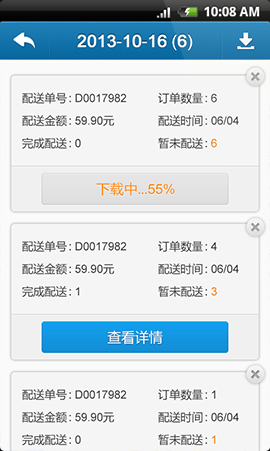 10:08 AM
2013-10-16 (6)
配送单号: D0017982 订单数量: 6
配送金额: 59.90元 配送时间: 06/04
完成配送: 0 暂未配送: 6
下载中...55%
配送单号: D0017982 订单数量: 4
配送金额: 59.90元 配送时间: 06/04
完成配送: 1 暂未配送: 3
查看详情
配送单号: D0017982 订单数量: 1
配送金额: 59.90元 配送时间: 06/04
完成配送: 0 暂未配送: 1